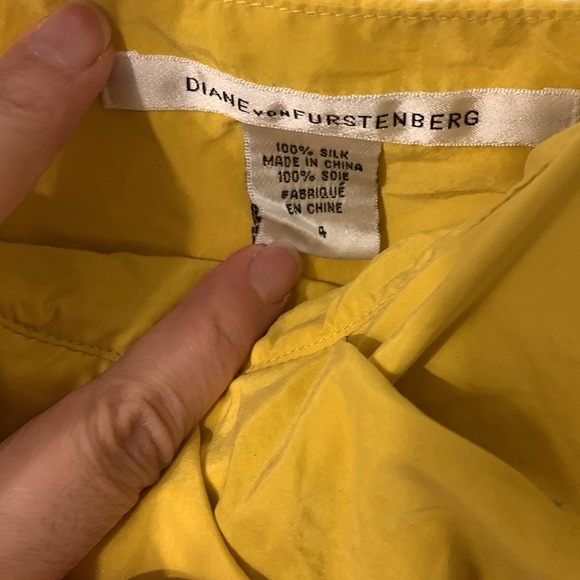 DIANE VON FURSTENBERG
100% SILK
MADE IN CHINA
100% SOIE
FABRIQUÉ
EN CHINE
4